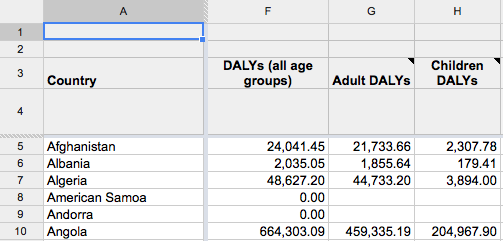 A F G H
1
2
3 Country DALYs (all age groups) Adult DALYs Children DALYs
4
5 Afghanistan 24,041.45 21,733.66 2,307.78
6 Albania 2,035.05 1,855.64 179.41
7 Algeria 48,627.20 44,733.20 3,894.00
8 American Samoa 0.00
9 Andorra 0.00
10 Angola 664,303.09 459,335.19 204,967.90